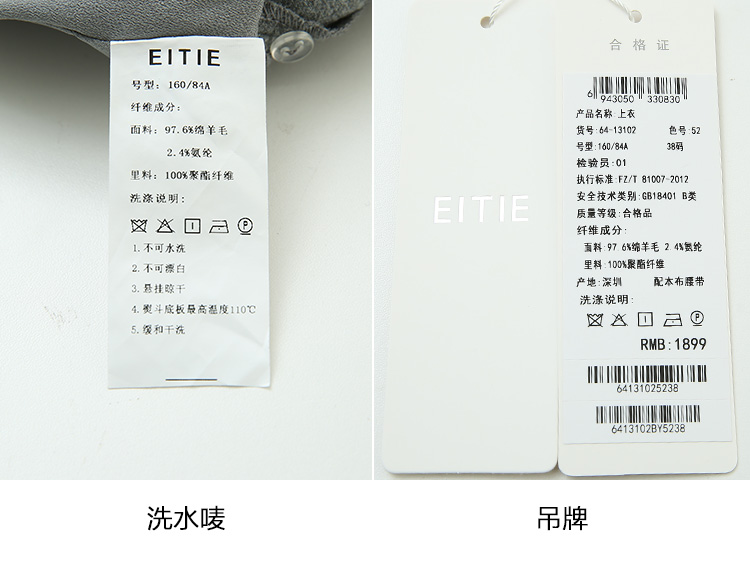 EITIE
号型: 160/84A
纤维成分:
面料: 97.6%绵羊毛
2.4%氨纶
里料: 100%聚酯纤维
洗涤说明:
1.不可水洗
2.不可漂白
3.悬挂晾干
4.熨斗底板最高温度110℃
5.缓和干洗
洗水唛
EITIE
合格证
6 943050 330830
产品名称:上衣
货号:64-13102 色号:52
号型:160/84A 38码
检验员:01
执行标准:FZ/T 81007-2012
安全技术类别:GB18401 B类
质量等级:合格品
纤维成分:
面料:97.6%绵羊毛 2.4%氨纶
里料:100%聚酯纤维
产地:深圳 配本布腰带
洗涤说明:
RMB:1899
64131025238
6413102BY5238
吊牌